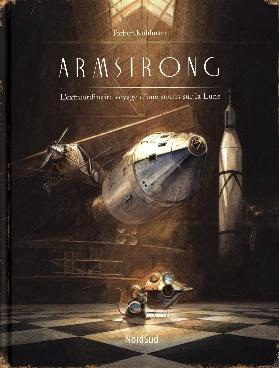 Torben Kuhlmann
ARMSTRONG
L'extraordinaire voyage d'une souris sur la Lune
NordSud